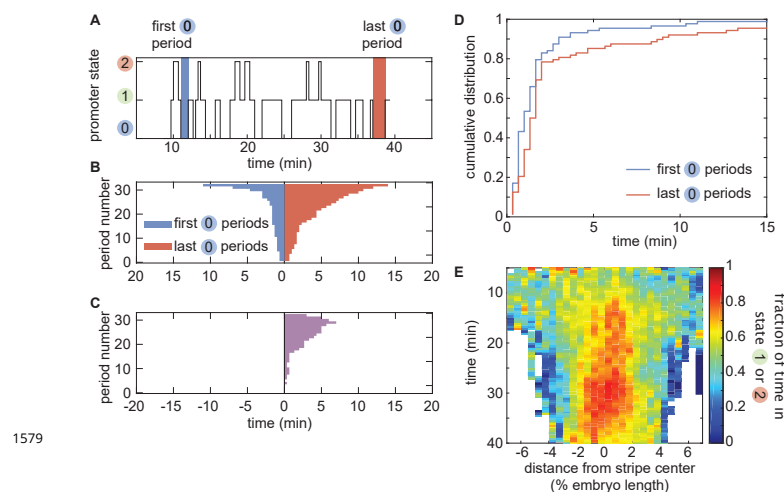 A
first 0
period
last 0
period
promoter state
2
1
0
10
20
30
40
time (min)
B
period number
30
20
10
0
first 0 periods
last 0 periods
20
15
10
5
0
5
10
15
20
C
period number
30
20
10
0
-20
-15
-10
-5
0
5
10
15
20
time (min)
D
cumulative distribution
1
0.8
0.6
0.4
0.2
0
first 0 periods
last 0 periods
0
5
10
15
time (min)
E
time (min)
10
20
30
40
-6
-4
-2
0
2
4
6
distance from stripe center
(% embryo length)
1
0.8
0.6
0.4
0.2
0
fraction of time in
state 1 or 2
1579